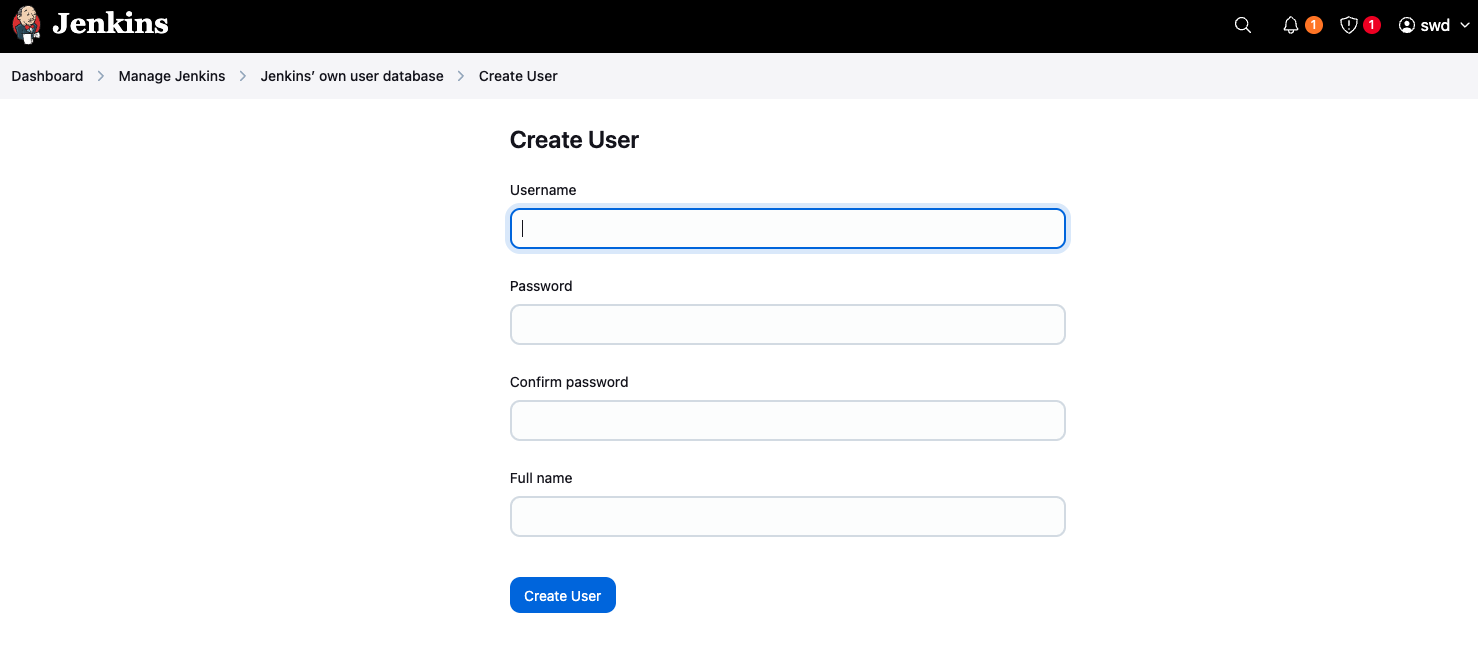 Jenkins
1
1
swd
Dashboard
Manage Jenkins
Jenkins’ own user database
Create User
Create User
Username
Password
Confirm password
Full name
Create User